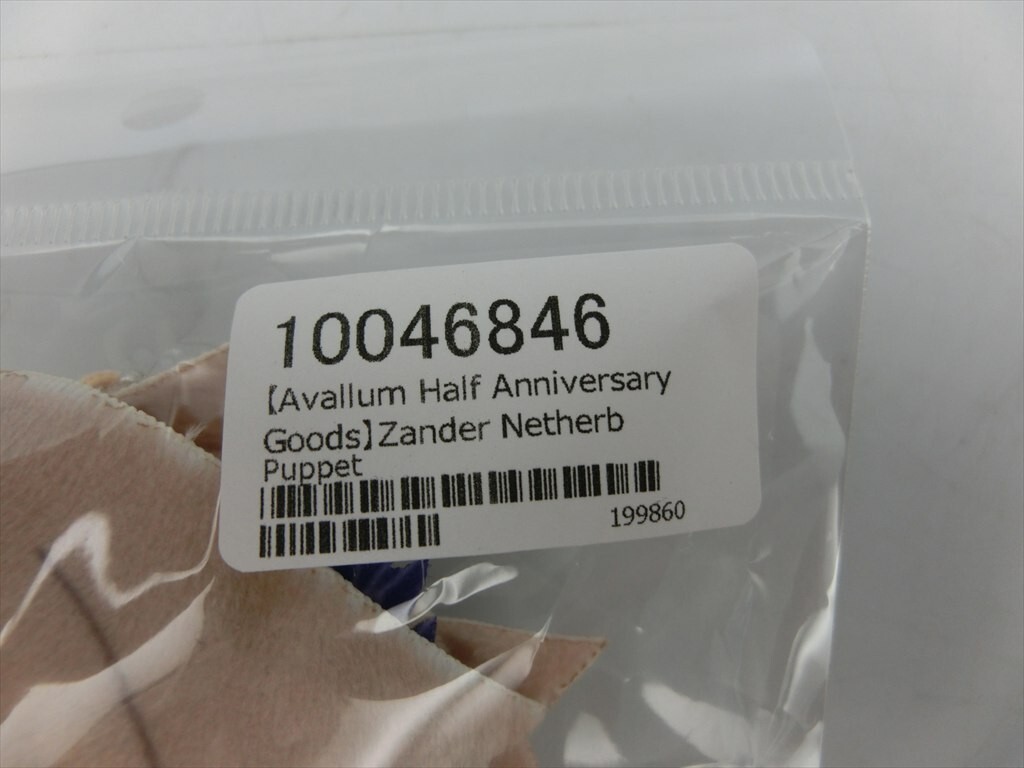 10046846
【Avallum Half Anniversary
Goods】Zander Netherb
Puppet
199860